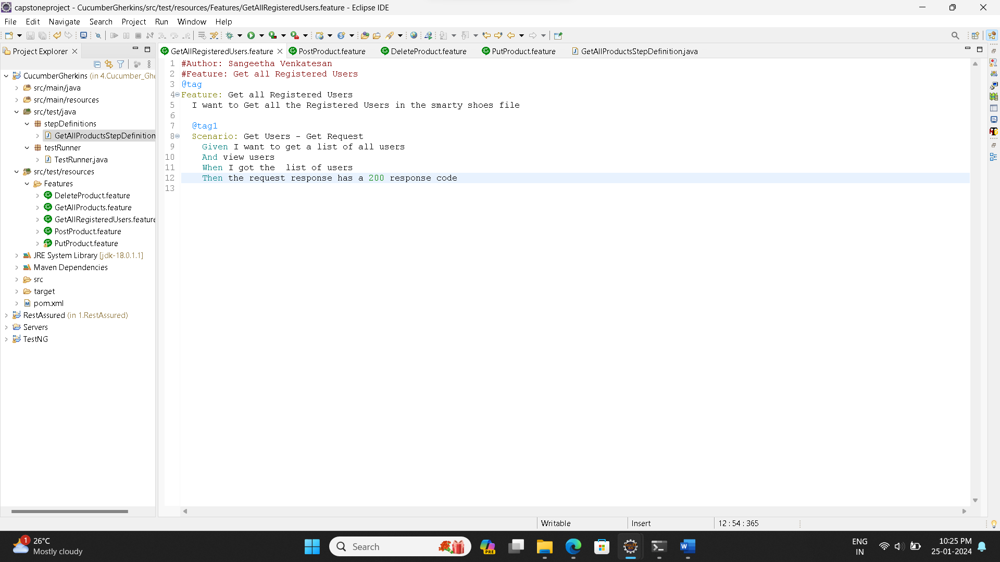 capstoneproject - CucumberGherkins/src/test/resources/Features/GetAllRegisteredUsers.feature - Eclipse IDE
File Edit Navigate Search Project Run Window Help
Project Explorer
GetAllRegisteredUsers.feature PostProduct.feature DeleteProduct.feature PutProduct.feature GetAllProductsStepDefinition.java
CucumberGherkins (in 4.Cucumber_Ghe
src/main/java
src/main/resources
src/test/java
stepDefinitions
GetAllProductsStepDefinition
testRunner
TestRunner.java
src/test/resources
Features
DeleteProduct.feature
GetAllProducts.feature
GetAllRegisteredUsers.feature
PostProduct.feature
PutProduct.feature
JRE System Library [jdk-18.0.1.1]
Maven Dependencies
src
target
pom.xml
RestAssured (in 1.RestAssured)
Servers
TestNG
1 #Author: Sangeetha Venkatesan
2 #Feature: Get all Registered Users
3 @tag
4 Feature: Get all Registered Users
5 I want to Get all the Registered Users in the smarty shoes file
6
7 @tag1
8 Scenario: Get Users - Get Request
9 Given I want to get a list of all users
10 And view users
11 When I got the  list of users
12 Then the request response has a 200 response code
13
Writable Insert 12 : 54 : 365
1
26°C
Mostly cloudy
Search
PRE
ENG
IN
10:25 PM
25-01-2024